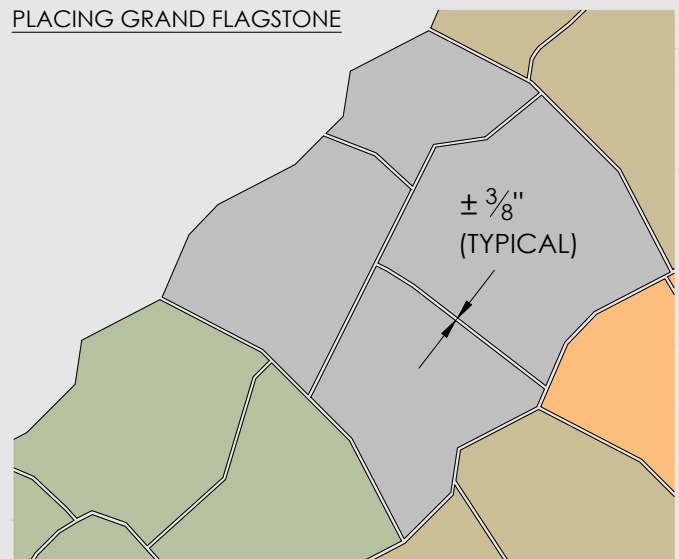 PLACING GRAND FLAGSTONE
± 3/8"
(TYPICAL)